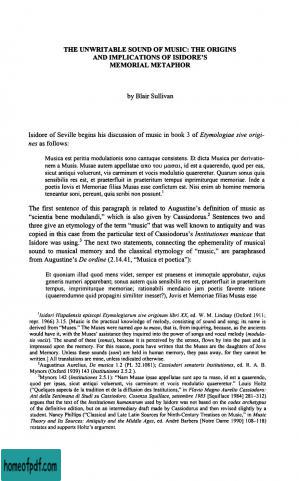 THE UNWRITABLE SOUND OF MUSIC: THE ORIGINS
AND IMPLICATIONS OF ISIDORE'S
MEMORIAL METAPHOR
by Blair Sullivan
Isidore of Seville begins his discussion of music in book 3 of Etymologiae sive origi-
nes as follows:
Musica est peritia modulationis sono cantuque consistens. Et dicta Musica per derivatio-
nem a Musis. Musae autem appellatae απο του μασαι, id est a quaerendo, quod per eas,
sicut antiqui voluerunt, vis carminum et vocis modulatio quaereretur. Quarum sonus quia
sensibilis res est, et praeterfluit in praeteritum tempus inprimiturque memoriae. Inde a
poetis Iovis et Memoriae filias Musas esse confictum est. Nisi enim ab homine memoria
teneantur soni, pereunt, quia scribi non possunt.1
The first sentence of this paragraph is related to Augustine's definition of music as
"scientia bene modulandi," which is also given by Cassiodorus.2 Sentences two and
three give an etymology of the term "music" that was well known to antiquity and was
copied in this case from the particular text of Cassiodorus's Institutiones musicae that
Isidore was using.3 The next two statements, connecting the ephemerality of musical
sound to musical memory and the classical etymology of "music," are paraphrased
from Augustine's De ordine (2.14.41, "Musica et poetica"):
Et quoniam illud quod mens videt, semper est praesens et immortale approbatur, cujus
generis numeri apparebant; sonus autem quia sensibilis res est, praeterfluit in praeteritum
tempus, imprimiturque memoriae; rationabili mendacio jam poetis favente ratione
(quaerendumne quid propagini similiter inesset?), Jovis et Memoriae filias Musas esse
1Isidori Hispalensis episcopi Etymologiarum sive originum libri XX, ed. W. M. Lindsay (Oxford 1911;
repr. 1966) 3.15. [Music is the practical knowledge of melody, consisting of sound and song; its name is
derived from "Muses." The Muses were named apo tu mason, that is, from inquiring, because, as the ancients
would have it, with the Muses' assistance they inquired into the power of songs and vocal melody (modula-
tio vocis). The sound of these (sonus), because it is perceived by the senses, flows by into the past and is
impressed upon the memory. For this reason, poets have written that the Muses are the daughters of Jove
and Memory. Unless these sounds (soni) are held in human memory, they pass away, for they cannot be
written.] All translations are mine, unless indicated otherwise.
2Augustinus Aurelius, De musica 1.2 (PL 32.1081); Cassiodori senatoris Institutiones, ed. R. A. B.
Mynors (Oxford 1939) 143 (Institutiones 2.5.2).
3Mynors 142 (Institutiones 2.5.1): "Nam Musae ipsae appellatae sunt apo tu maso, id est a quaerendo,
quod per ipsas, sicut antiqui voluerunt, vis carminum et vocis modulatio quaereretur." Louis Holtz
("Quelques aspects de la tradition et de la diffusion des Institutions," in Flavio Magno Aurelio Cassiodoro:
Atti della Settimana di Studi su Cassiodoro, Cosenza Squillace, settembre 1983 [Squillace 1984] 281–312)
argues that the text of the Institutiones humanarum used by Isidore was not based on the codex archetypus
of the definitive edition, but on an intermediary draft made by Cassiodorus and then revised slightly by a
student. Nancy Phillips ("Classical and Late Latin Sources for Ninth-Century Treatises on Music," in Music
Theory and Its Sources: Antiquity and the Middle Ages, ed. André Barbera [Notre Dame 1990] 108–118)
restates and supports Holtz's argument.
homeofpdf.com